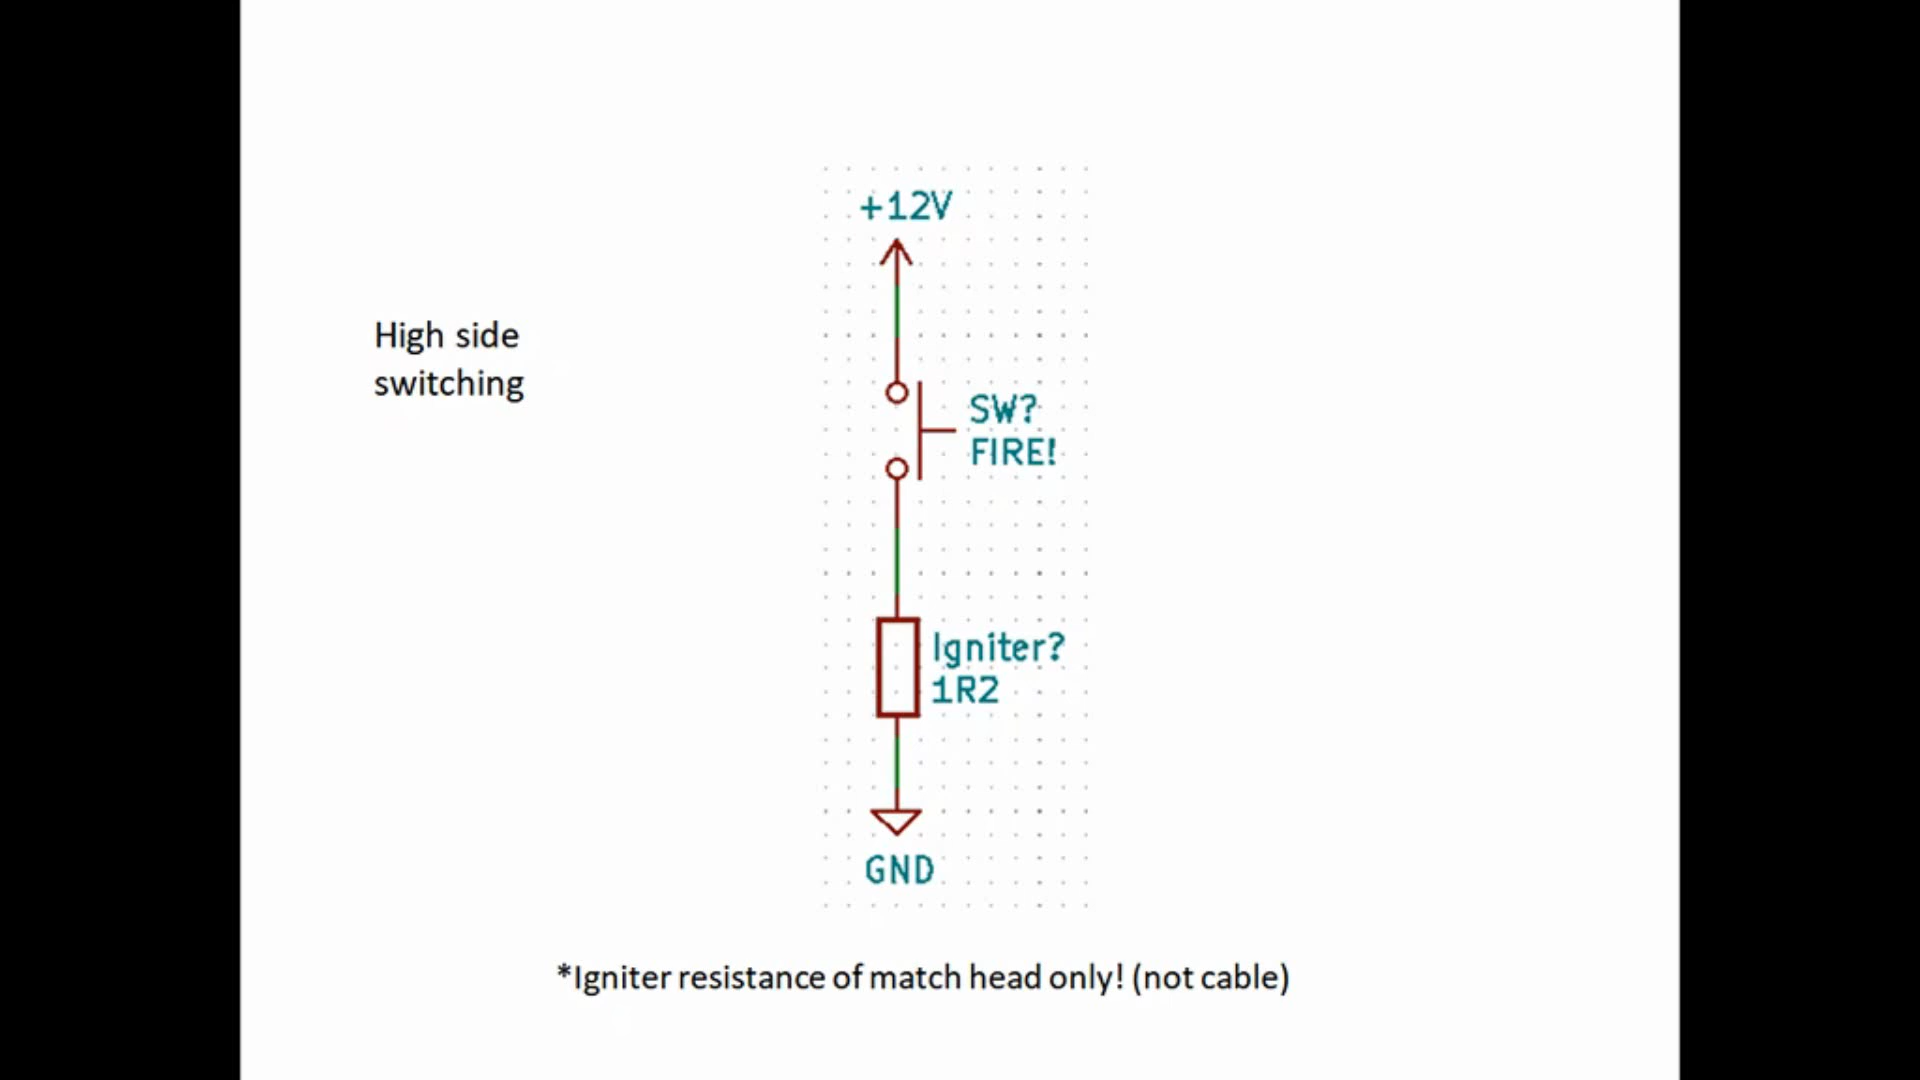 +12V
High side
switching
SW?
FIRE!
Igniter?
1R2
GND
*Igniter resistance of match head only! (not cable)